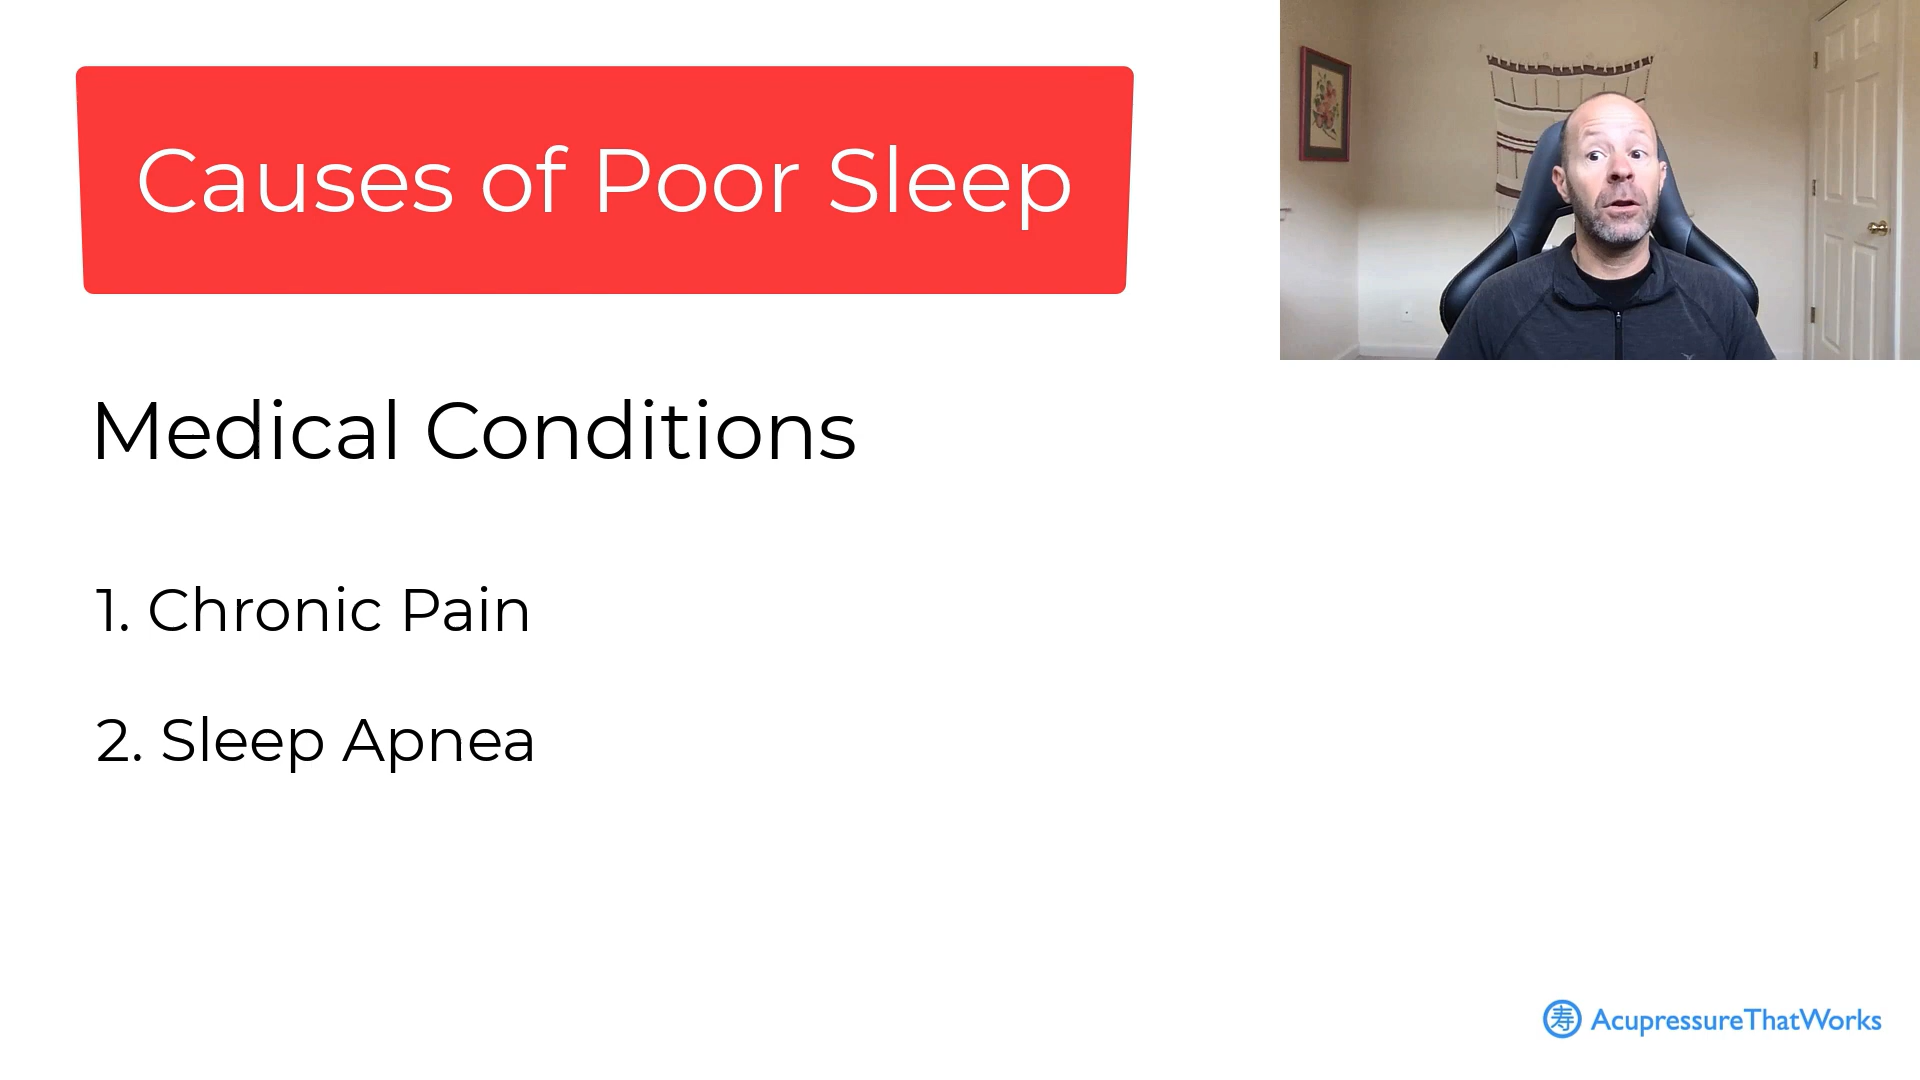 Causes of Poor Sleep
Medical Conditions
1. Chronic Pain
2. Sleep Apnea
寿 AcupressureThatWorks